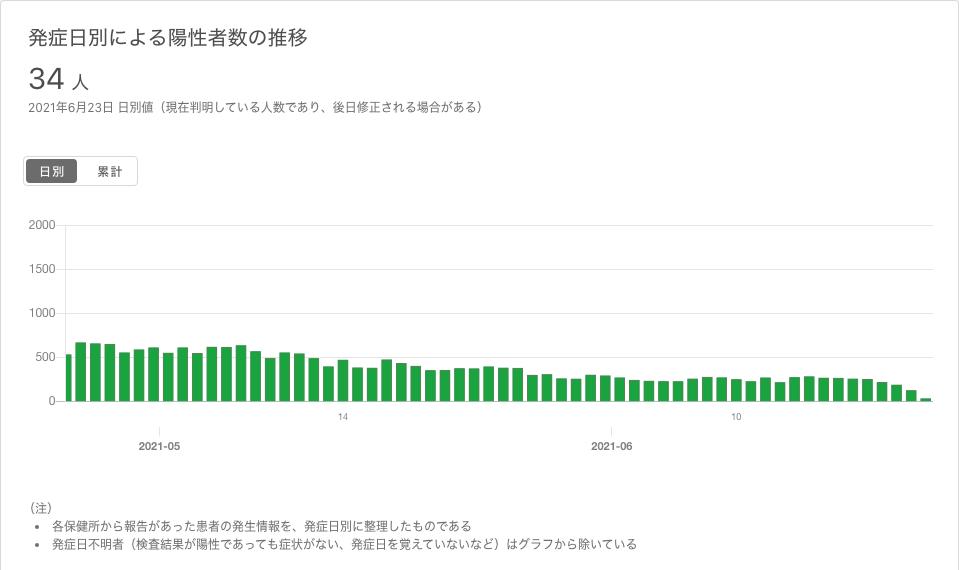 発症日別による陽性者数の推移
34 人
2021年6月23日 日別値（現在判明している人数であり、後日修正される場合がある）
日別 累計
2000
1500
1000
500
0
14 10
2021-05 2021-06
（注）
• 各保健所から報告があった患者の発生情報を、発症日別に整理したものである
• 発症日不明者（検査結果が陽性であっても症状がない、発症日を覚えていないなど）はグラフから除いている